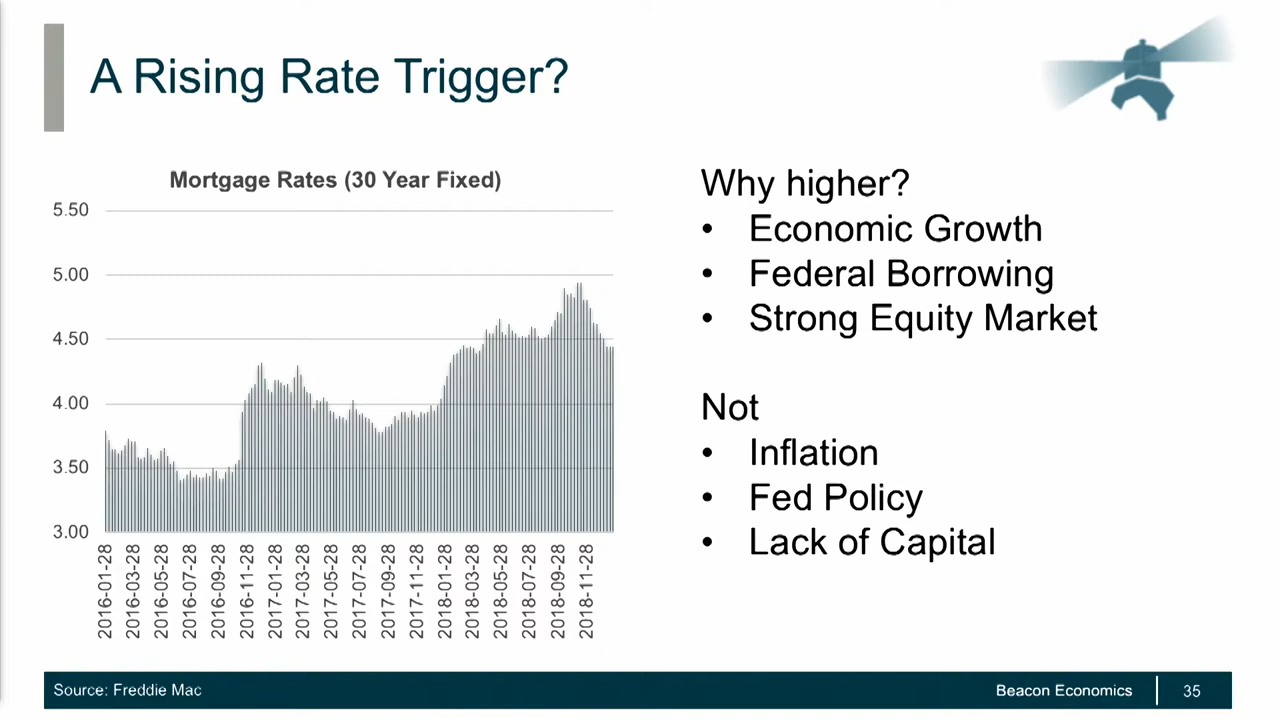 A Rising Rate Trigger?
Mortgage Rates (30 Year Fixed)
5.50
5.00
4.50
4.00
3.50
3.00
2016-01-28
2016-03-28
2016-05-28
2016-07-28
2016-09-28
2016-11-28
2017-01-28
2017-03-28
2017-05-28
2017-07-28
2017-09-28
2017-11-28
2018-01-28
2018-03-28
2018-05-28
2018-07-28
2018-09-28
2018-11-28
Why higher?
• Economic Growth
• Federal Borrowing
• Strong Equity Market
Not
• Inflation
• Fed Policy
• Lack of Capital
Source: Freddie Mac
Beacon Economics
35